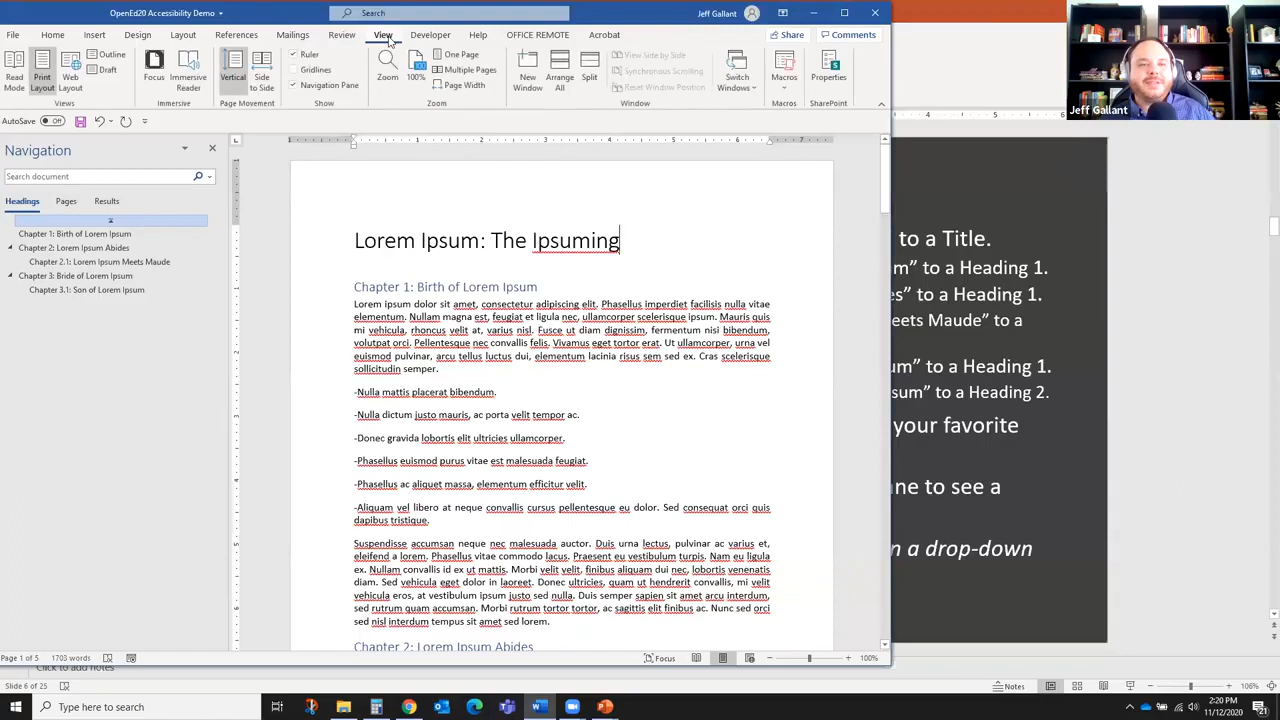 OpenEd20 Accessibility Demo
Search
Jeff Gallant
File Home Insert Design Layout References Mailings Review View Developer Help OFFICE REMOTE Acrobat Share Comments
Read Mode
Print Layout
Web Layout
Outline
Draft
Views
Focus
Immersive Reader
Immersive
Vertical
Side to Side
Page Movement
Ruler
Gridlines
Navigation Pane
Show
Zoom
100%
One Page
Multiple Pages
Page Width
Zoom
New Window
Arrange All
Split
View Side by Side
Synchronous Scrolling
Reset Window Position
Window
Switch Windows
Macros
Macros
Properties
SharePoint
AutoSave Off
Navigation
Search document
Headings Pages Results
Chapter 1: Birth of Lorem Ipsum
Chapter 2: Lorem Ipsum Abides
Chapter 2.1: Lorem Ipsum Meets Maude
Chapter 3: Bride of Lorem Ipsum
Chapter 3.1: Son of Lorem Ipsum
Lorem Ipsum: The Ipsuming
Chapter 1: Birth of Lorem Ipsum
Lorem ipsum dolor sit amet, consectetur adipiscing elit. Phasellus imperdiet facilisis nulla vitae
elementum. Nullam magna est, feugiat et ligula nec, ullamcorper scelerisque ipsum. Mauris quis
mi vehicula, rhoncus velit at, varius nisl. Fusce ut diam dignissim, fermentum nisi bibendum,
volutpat orci. Pellentesque nec convallis felis. Vivamus eget tortor erat. Ut ullamcorper, urna vel
euismod pulvinar, arcu tellus luctus dui, elementum lacinia risus sem sed ex. Cras scelerisque
sollicitudin semper.
-Nulla mattis placerat bibendum.
-Nulla dictum justo mauris, ac porta velit tempor ac.
-Donec gravida lobortis elit ultricies ullamcorper.
-Phasellus euismod purus vitae est malesuada feugiat.
-Phasellus ac aliquet massa, elementum efficitur velit.
-Aliquam vel libero at neque convallis cursus pellentesque eu dolor. Sed consequat orci quis
dapibus tristique.
Suspendisse accumsan neque nec malesuada auctor. Duis urna lectus, pulvinar ac varius et,
eleifend a lorem. Phasellus vitae commodo lacus. Praesent eu vestibulum turpis. Nam eu ligula
ex. Nullam convallis id ex ut mattis. Morbi velit velit, finibus aliquam dui nec, lobortis venenatis
diam. Sed vehicula eget dolor in laoreet. Donec ultricies, quam ut hendrerit convallis, mi velit
vehicula eros, at vestibulum ipsum justo sed nulla. Duis semper sapien sit amet arcu interdum,
sed rutrum quam accumsan. Morbi rutrum tortor tortor, ac sagittis elit finibus ac. Nunc sed orci
sed nisl interdum tempus sit amet sed lorem.
Chapter 2: Lorem Ipsum Abides
Page 1 of 5 1703 words
Focus
100%
Jeff Gallant
to a Title.
m” to a Heading 1.
es” to a Heading 1.
eets Maude” to a
um” to a Heading 1.
sum” to a Heading 2.
your favorite
ne to see a
n a drop-down
Click to add notes
Slide 6 of 25
Notes
106%
Type here to search
2:20 PM
11/12/2020
21